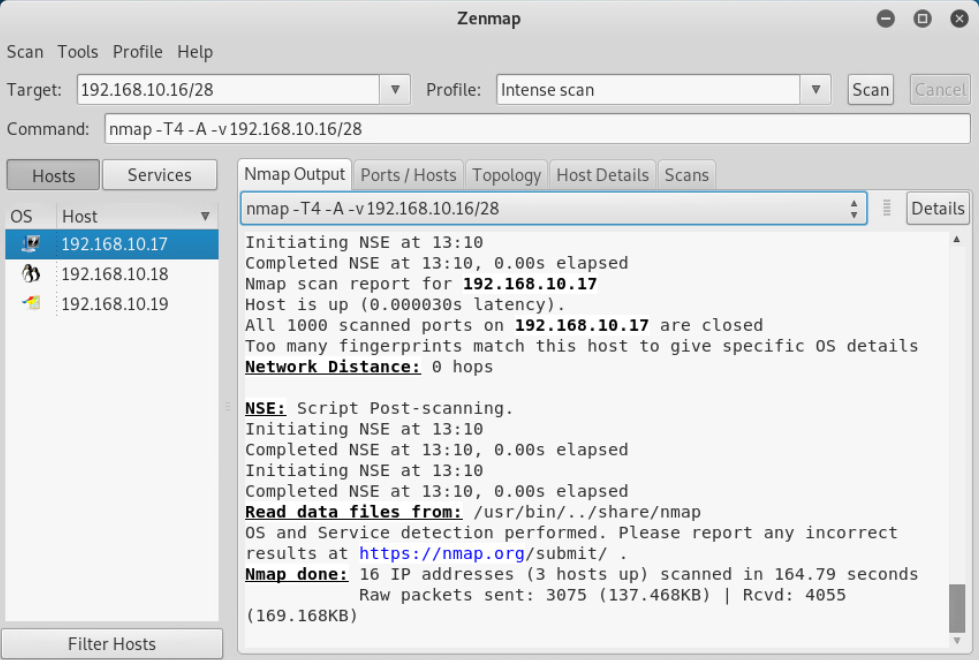 Zenmap
Scan Tools Profile Help
Target: 192.168.10.16/28 Profile: Intense scan Scan Cancel
Command: nmap -T4 -A -v 192.168.10.16/28
Hosts Services
Nmap Output Ports / Hosts Topology Host Details Scans
OS Host
nmap -T4 -A -v 192.168.10.16/28 Details
192.168.10.17
192.168.10.18
192.168.10.19
Initiating NSE at 13:10
Completed NSE at 13:10, 0.00s elapsed
Nmap scan report for 192.168.10.17
Host is up (0.000030s latency).
All 1000 scanned ports on 192.168.10.17 are closed
Too many fingerprints match this host to give specific OS details
Network Distance: 0 hops
NSE: Script Post-scanning.
Initiating NSE at 13:10
Completed NSE at 13:10, 0.00s elapsed
Initiating NSE at 13:10
Completed NSE at 13:10, 0.00s elapsed
Read data files from: /usr/bin/../share/nmap
OS and Service detection performed. Please report any incorrect
results at https://nmap.org/submit/ .
Nmap done: 16 IP addresses (3 hosts up) scanned in 164.79 seconds
Raw packets sent: 3075 (137.468KB) | Rcvd: 4055
(169.168KB)
Filter Hosts